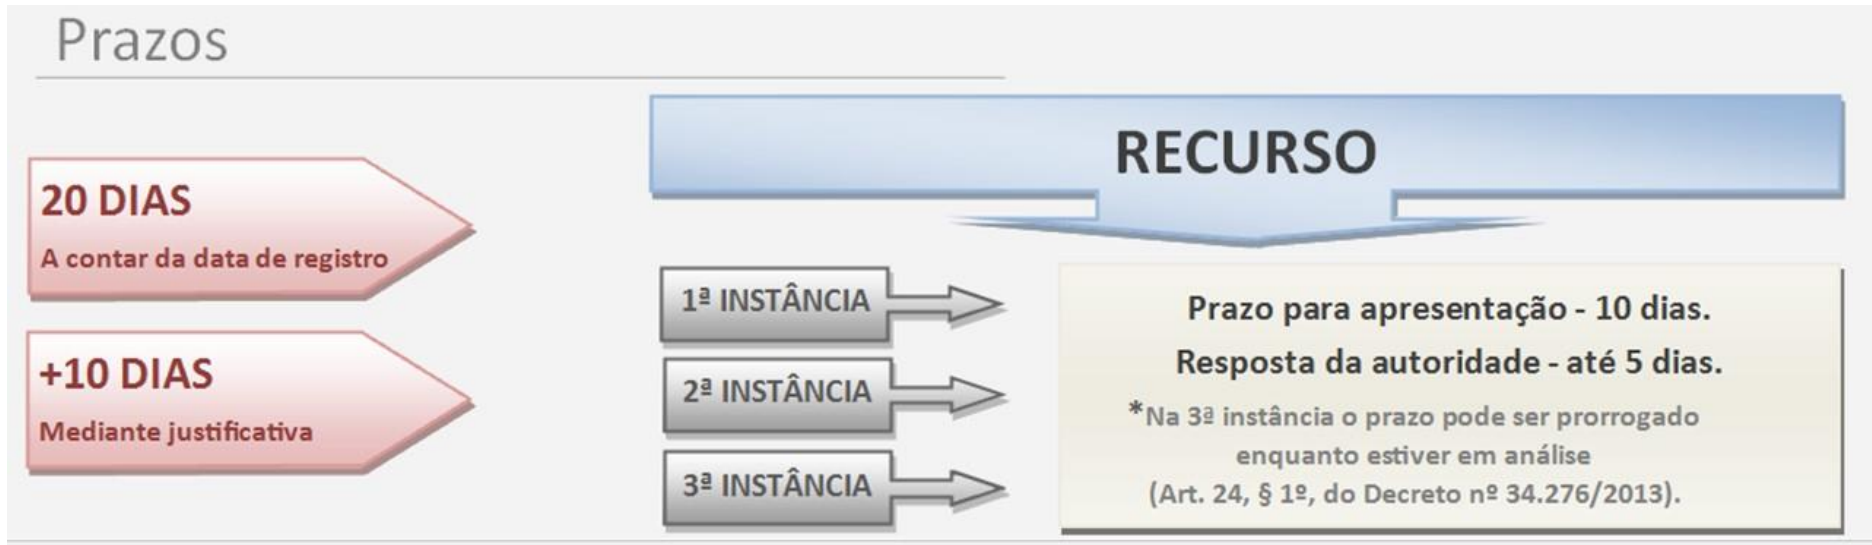 Prazos
20 DIAS
A contar da data de registro
+10 DIAS
Mediante justificativa
RECURSO
1ª INSTÂNCIA
2ª INSTÂNCIA
3ª INSTÂNCIA
Prazo para apresentação - 10 dias.
Resposta da autoridade - até 5 dias.
*Na 3ª instância o prazo pode ser prorrogado
enquanto estiver em análise
(Art. 24, § 1º, do Decreto nº 34.276/2013).